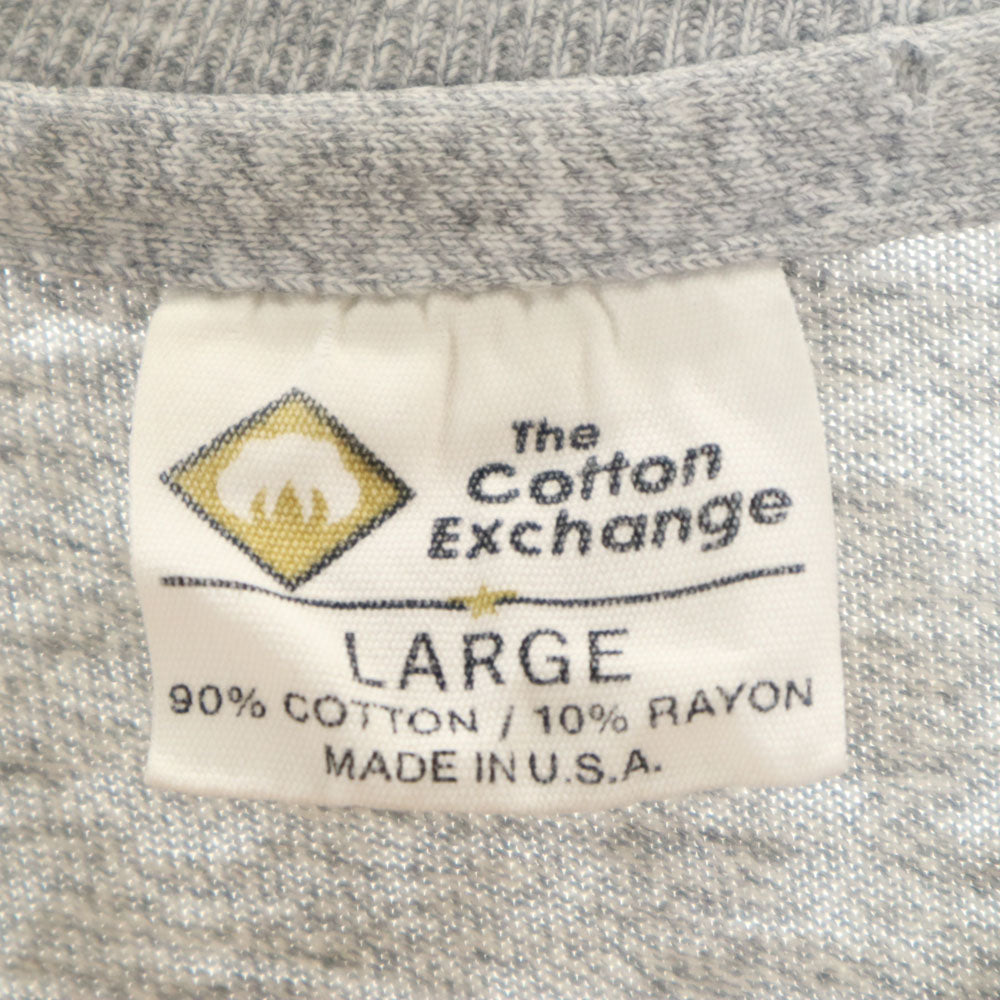 The
Cotton
Exchange
LARGE
90% COTTON / 10% RAYON
MADE IN U.S.A.